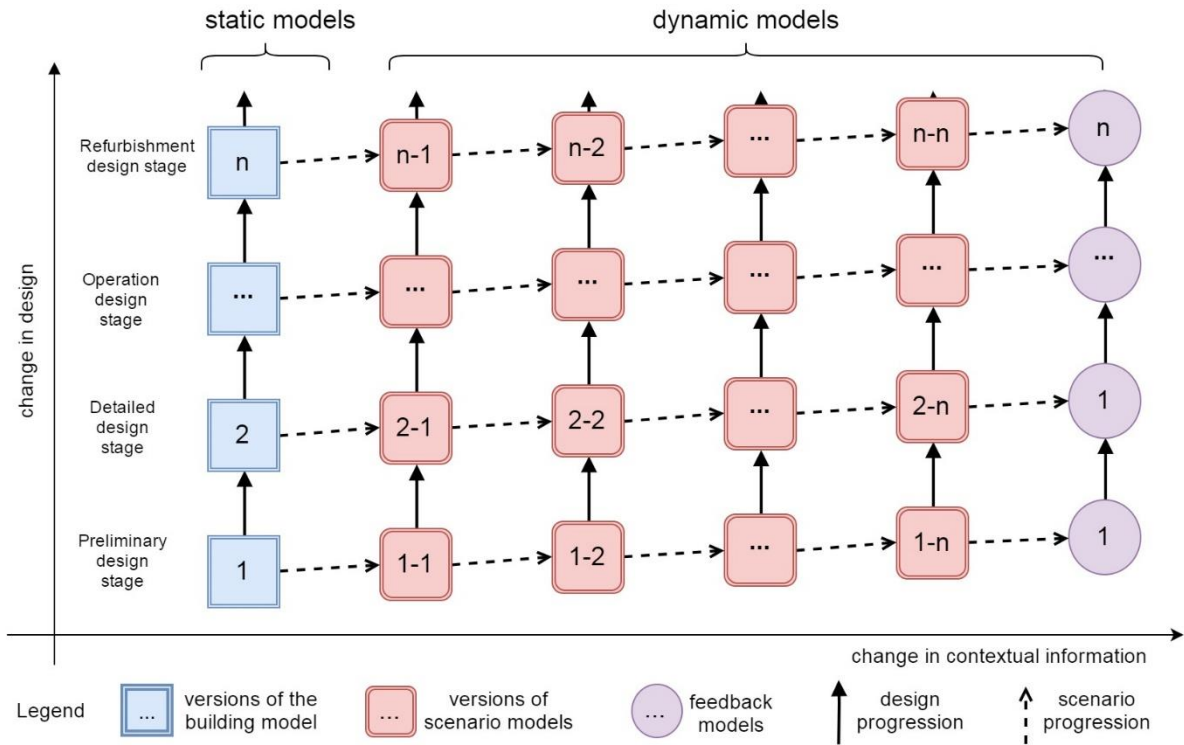 static models
dynamic models
change in design
Refurbishment
design stage
n
n-1
n-2
...
n-n
n
Operation
design
stage
...
...
...
...
...
...
Detailed
design
stage
2
2-1
2-2
...
2-n
1
Preliminary
design
stage
1
1-1
1-2
...
1-n
1
change in contextual information
Legend
...
versions of the
building model
...
versions of
scenario models
...
feedback
models
design
progression
scenario
progression